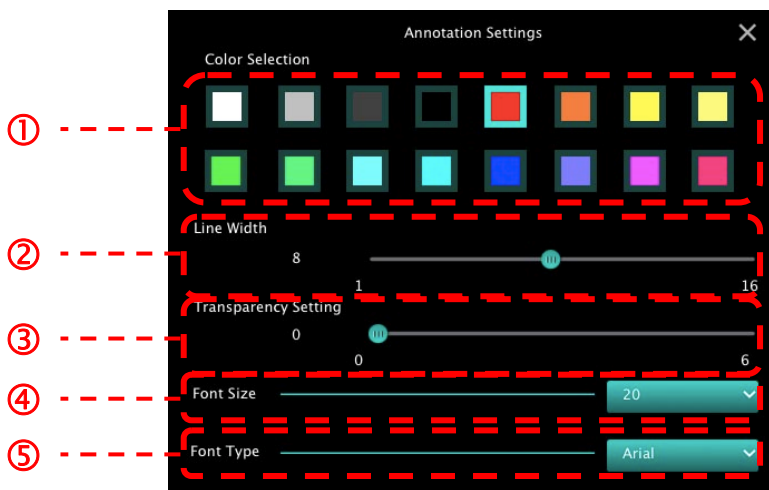 Annotation Settings
Color Selection
①
Line Width
② 8
1 16
Transparency Setting
③ 0
0 6
④ Font Size 20
⑤ Font Type Arial